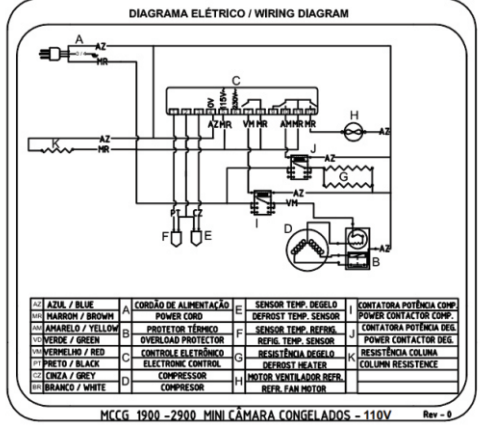 DIAGRAMA ELÉTRICO / WIRING DIAGRAM
A
AZ
MR
C
0V
115V~
230V~
AZ MR
VM MR
AM MR MR
H
AZ
AZ
MR
K
J
AZ
G
AZ
VM
I
PT
CZ
F
E
D
AZ
B
AZ AZUL / BLUE
MR MARROM / BROWM
AM AMARELO / YELLOW
VD VERDE / GREEN
VM VERMELHO / RED
PT PRETO / BLACK
CZ CINZA / GREY
BR BRANCO / WHITE
A CORDÃO DE ALIMENTAÇÃO
POWER CORD
B PROTETOR TÉRMICO
OVERLOAD PROTECTOR
C CONTROLE ELETRÔNICO
ELECTRONIC CONTROL
D COMPRESSOR
COMPRESOR
E SENSOR TEMP. DEGELO
DEFROST TEMP. SENSOR
F SENSOR TEMP. REFRIG.
REFIG. TEMP. SENSOR
G RESISTÊNCIA DEGELO
DEFROST HEATER
H MOTOR VENTILADOR REFR.
REFR. FAN MOTOR
I CONTATORA POTÊNCIA COMP.
POWER CONTACTOR COMP.
J CONTATORA POTÊNCIA DEG.
POWER CONTACTOR DEG.
K RESISTÊNCIA COLUNA
COLUMN RESISTENCE
MCCG 1900 -2900 MINI CÂMARA CONGELADOS - 110V
Rev - 0